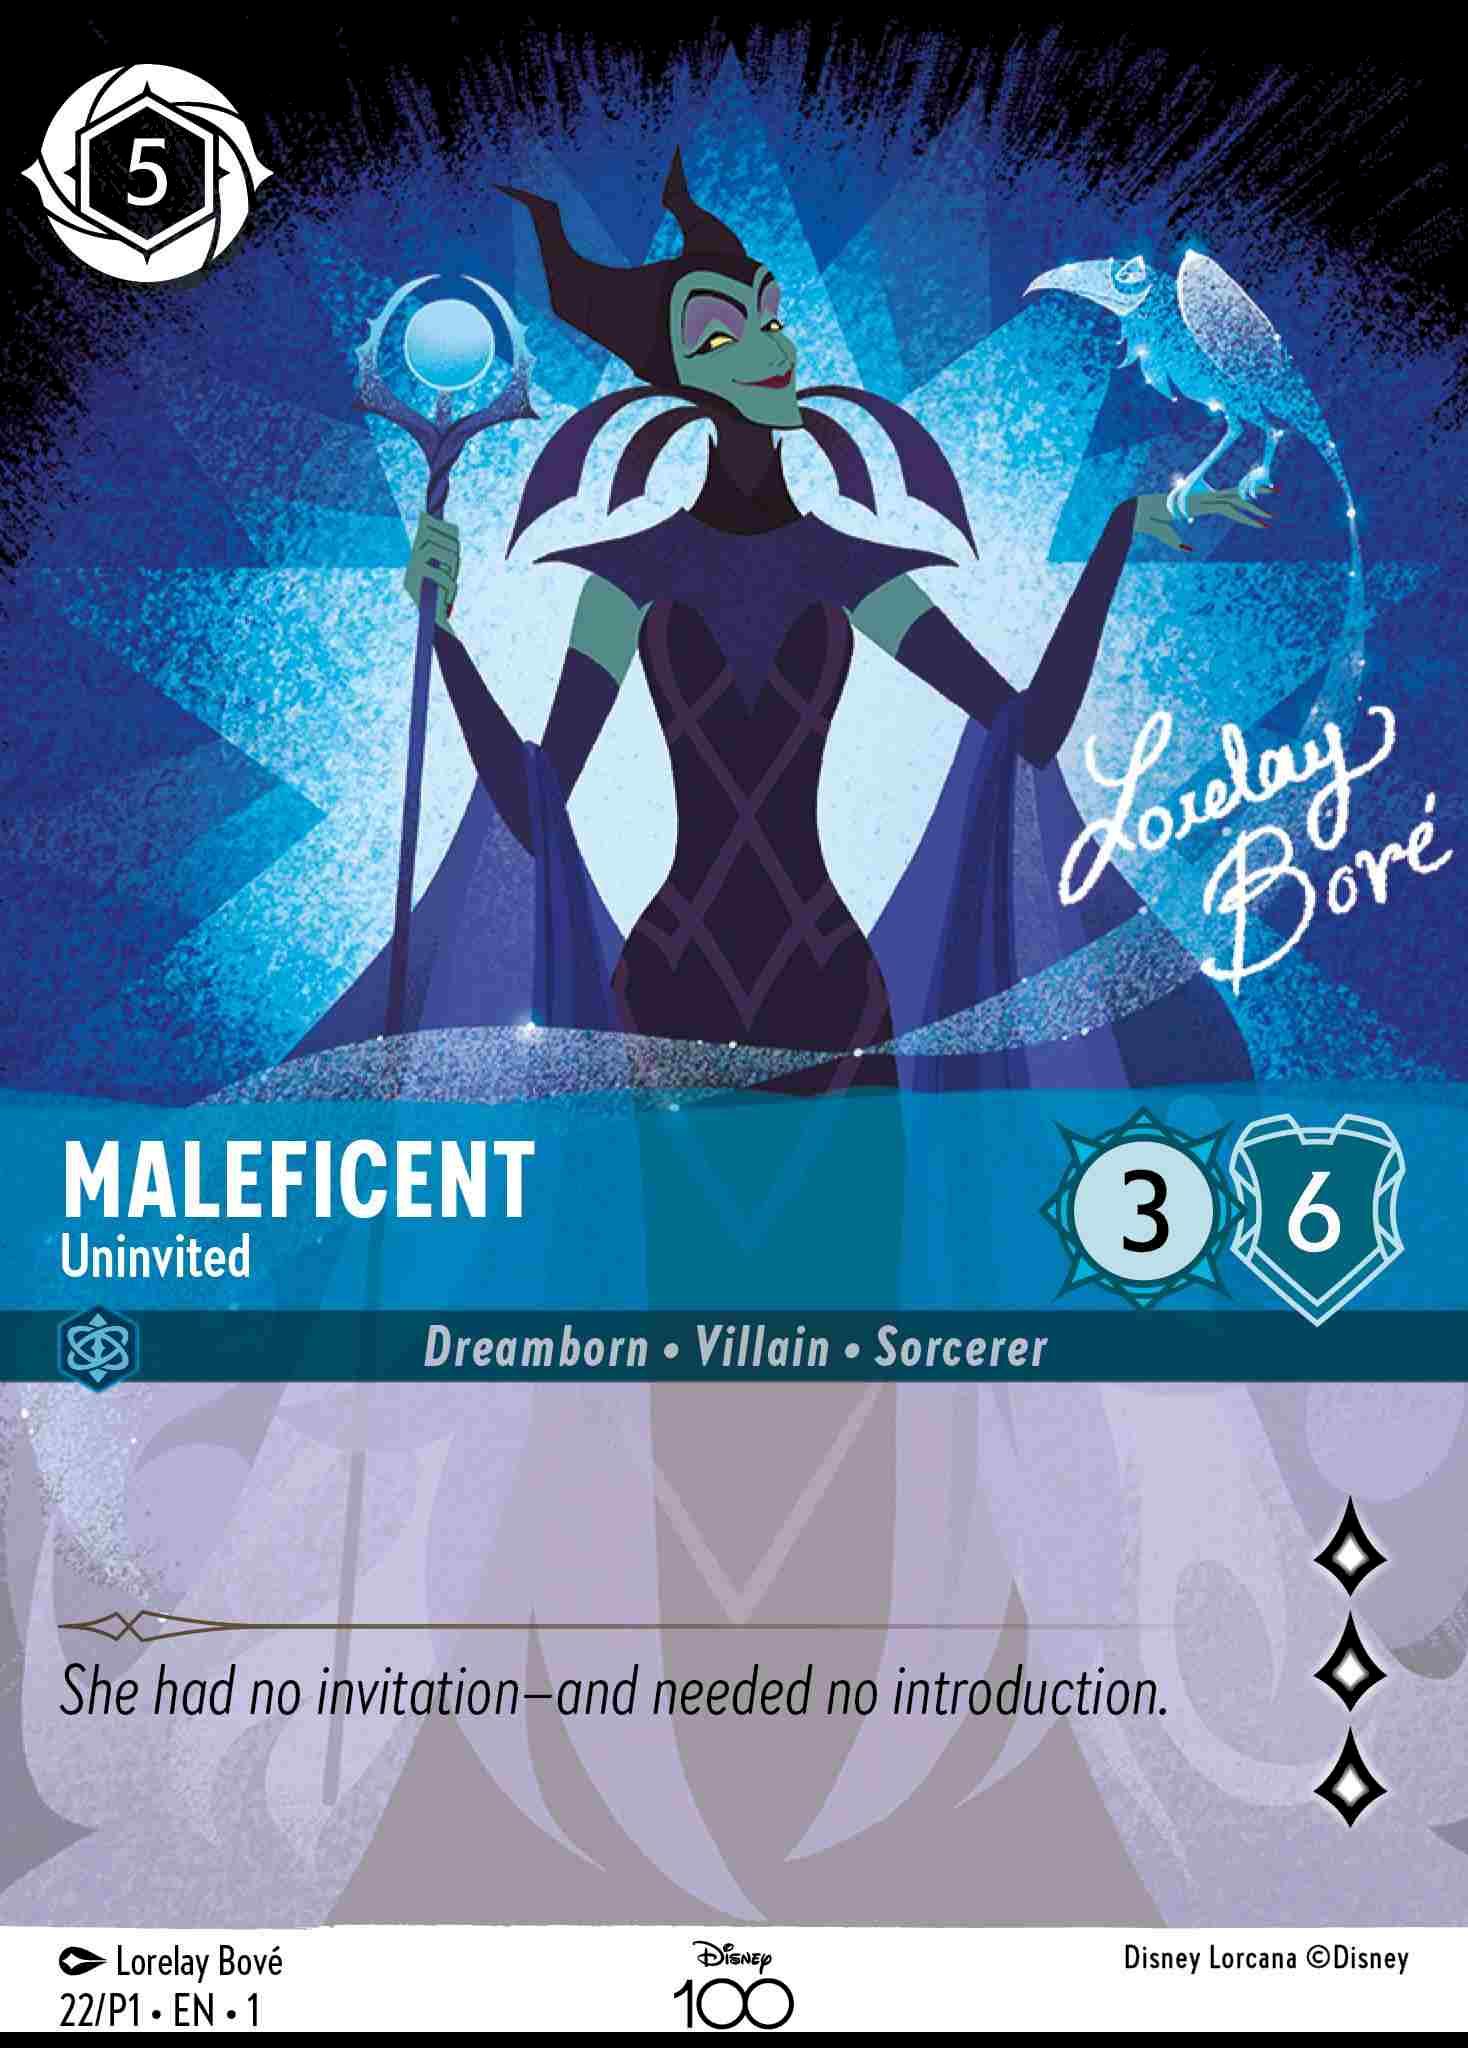 5
Lorelay
Bové
MALEFICENT
Uninvited
3
6
Dreamborn • Villain • Sorcerer
She had no invitation–and needed no introduction.
Lorelay Bové
22/P1 • EN • 1
Disney
100
Disney Lorcana ©Disney